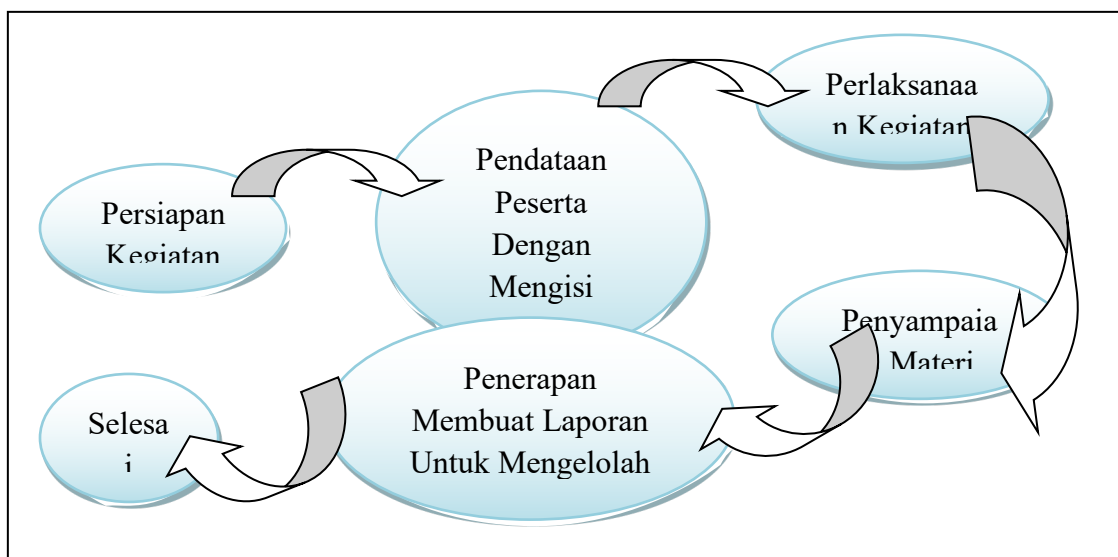 Persiapan
Kegiatan
Pendataan
Peserta
Dengan
Mengisi
Perlaksanaa
n Kegiatan
Penyampaia
Materi
Penerapan
Membuat Laporan
Untuk Mengelolah
Selesa
i